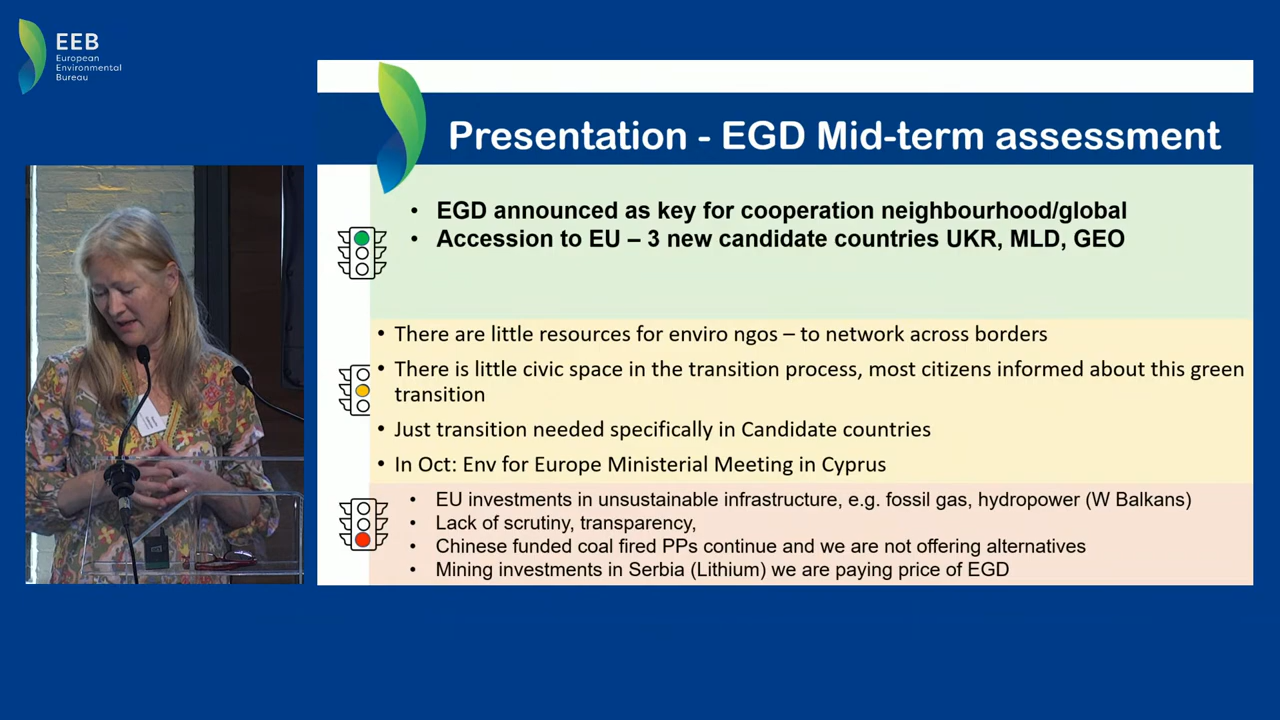 EEB
European
Environmental
Bureau
Presentation - EGD Mid-term assessment
• EGD announced as key for cooperation neighbourhood/global
• Accession to EU – 3 new candidate countries UKR, MLD, GEO
• There are little resources for enviro ngos – to network across borders
• There is little civic space in the transition process, most citizens informed about this green
transition
• Just transition needed specifically in Candidate countries
• In Oct: Env for Europe Ministerial Meeting in Cyprus
• EU investments in unsustainable infrastructure, e.g. fossil gas, hydropower (W Balkans)
• Lack of scrutiny, transparency,
• Chinese funded coal fired PPs continue and we are not offering alternatives
• Mining investments in Serbia (Lithium) we are paying price of EGD